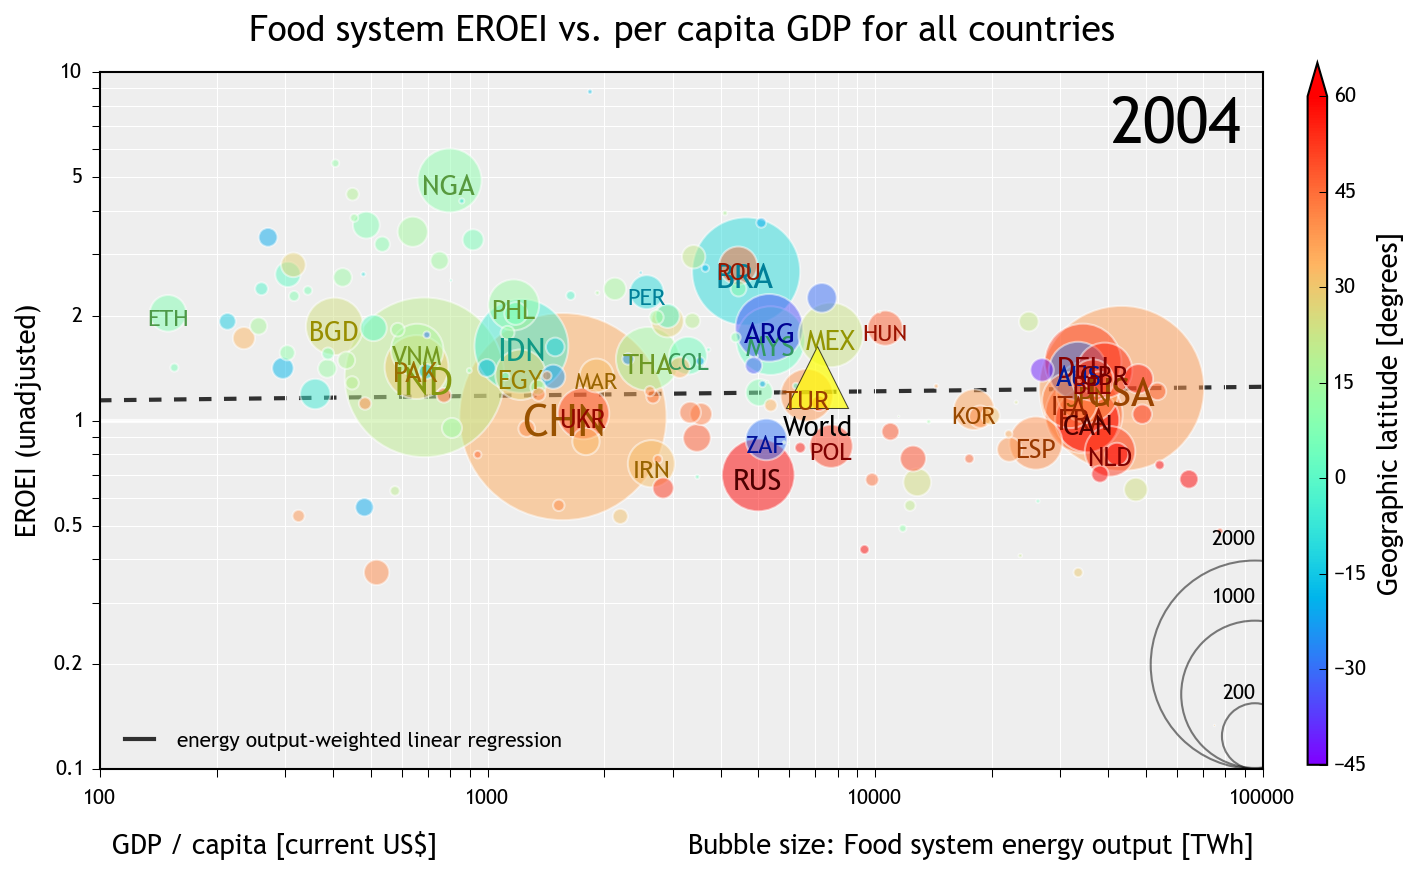 Food system EROEI vs. per capita GDP for all countries
2004
10
5
2
1
0.5
0.2
0.1
EROEI (unadjusted)
NGA
ETH
BGD
PHL
PER
ROU
BRA
ARG
MYS
MEX
HUN
VNM
PAK
IND
IDN
EGY
MAR
THA
COL
CHN
UKR
IRN
TUR
World
ZAF
POL
RUS
KOR
ESP
DEU
AUS
GBR
USA
ITA
CAN
NLD
2000
1000
200
energy output-weighted linear regression
100
1000
10000
100000
GDP / capita [current US$]
Bubble size: Food system energy output [TWh]
60
45
30
15
0
−15
−30
−45
Geographic latitude [degrees]